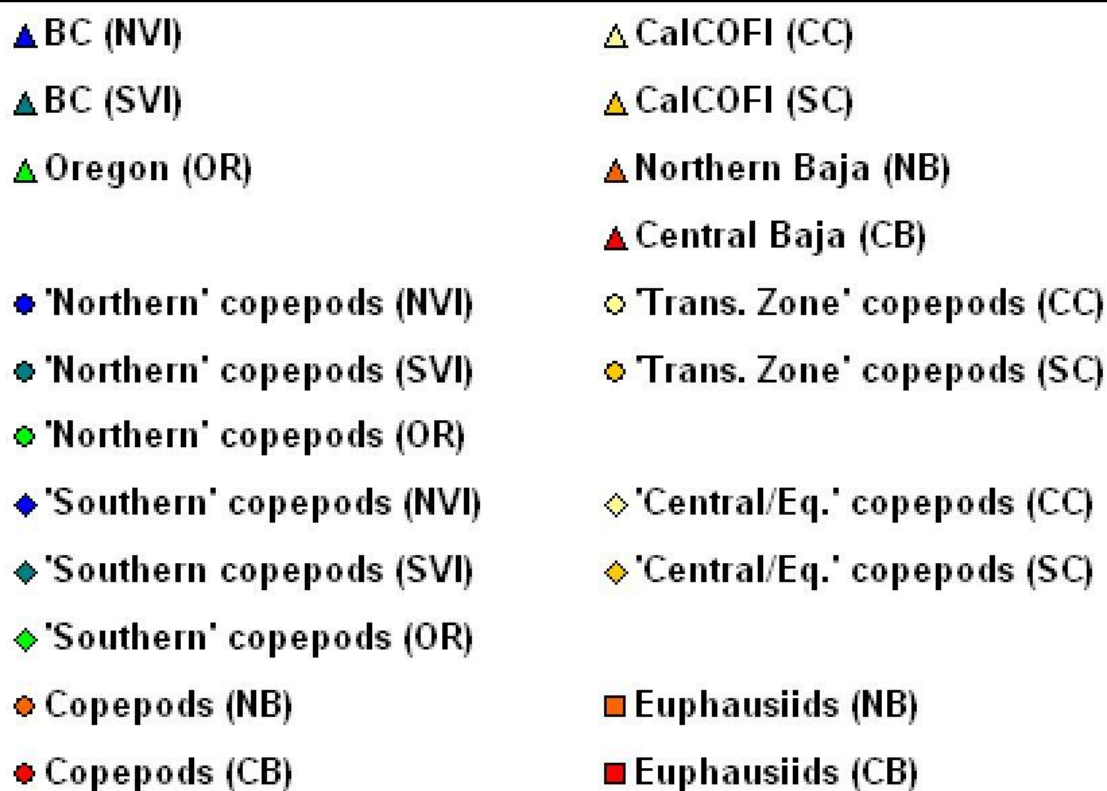 BC (NVI)
CalCOFI (CC)
BC (SVI)
CalCOFI (SC)
Oregon (OR)
Northern Baja (NB)
Central Baja (CB)
'Northern' copepods (NVI)
'Trans. Zone' copepods (CC)
'Northern' copepods (SVI)
'Trans. Zone' copepods (SC)
'Northern' copepods (OR)
'Southern' copepods (NVI)
'Central/Eq.' copepods (CC)
'Southern copepods (SVI)
'Central/Eq.' copepods (SC)
'Southern' copepods (OR)
Copepods (NB)
Euphausiids (NB)
Copepods (CB)
Euphausiids (CB)